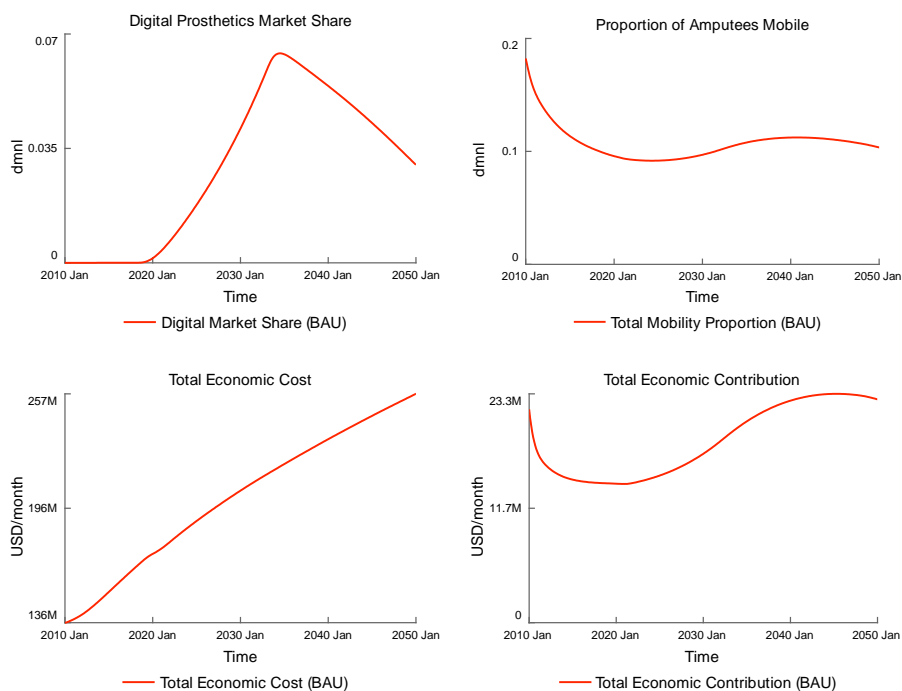 Digital Prosthetics Market Share
0.07
0.035
0
dmnl
2010 Jan 2020 Jan 2030 Jan 2040 Jan 2050 Jan
Time
Digital Market Share (BAU)
Proportion of Amputees Mobile
0.2
0.1
0
dmnl
2010 Jan 2020 Jan 2030 Jan 2040 Jan 2050 Jan
Time
Total Mobility Proportion (BAU)
Total Economic Cost
257M
196M
136M
USD/month
2010 Jan 2020 Jan 2030 Jan 2040 Jan 2050 Jan
Time
Total Economic Cost (BAU)
Total Economic Contribution
23.3M
11.7M
0
USD/month
2010 Jan 2020 Jan 2030 Jan 2040 Jan 2050 Jan
Time
Total Economic Contribution (BAU)